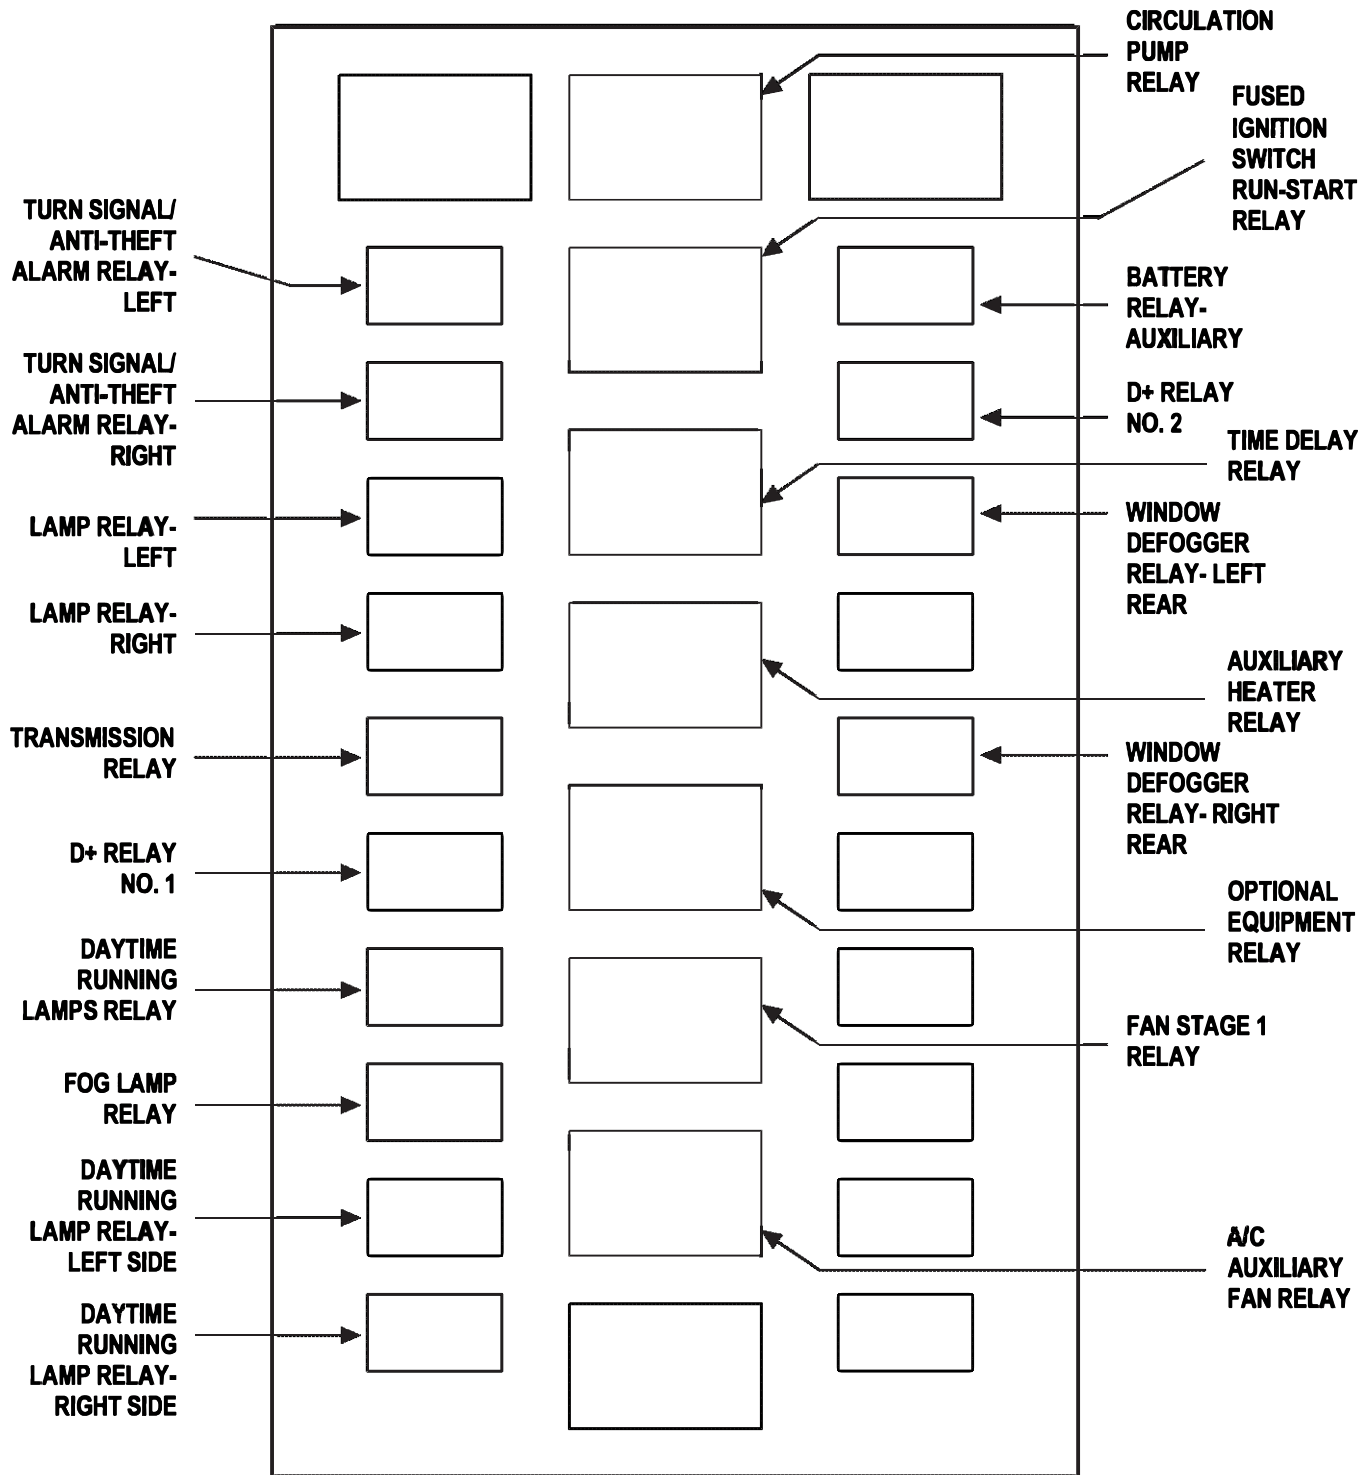 CIRCULATION
PUMP
RELAY
FUSED
IGNITION
SWITCH
RUN-START
RELAY
TURN SIGNAL/
ANTI-THEFT
ALARM RELAY-
LEFT
BATTERY
RELAY-
AUXILIARY
TURN SIGNAL/
ANTI-THEFT
ALARM RELAY-
RIGHT
D+ RELAY
NO. 2
TIME DELAY
RELAY
LAMP RELAY-
LEFT
WINDOW
DEFOGGER
RELAY- LEFT
REAR
LAMP RELAY-
RIGHT
AUXILIARY
HEATER
RELAY
TRANSMISSION
RELAY
WINDOW
DEFOGGER
RELAY- RIGHT
REAR
D+ RELAY
NO. 1
OPTIONAL
EQUIPMENT
RELAY
DAYTIME
RUNNING
LAMPS RELAY
FAN STAGE 1
RELAY
FOG LAMP
RELAY
DAYTIME
RUNNING
LAMP RELAY-
LEFT SIDE
A/C
AUXILIARY
FAN RELAY
DAYTIME
RUNNING
LAMP RELAY-
RIGHT SIDE